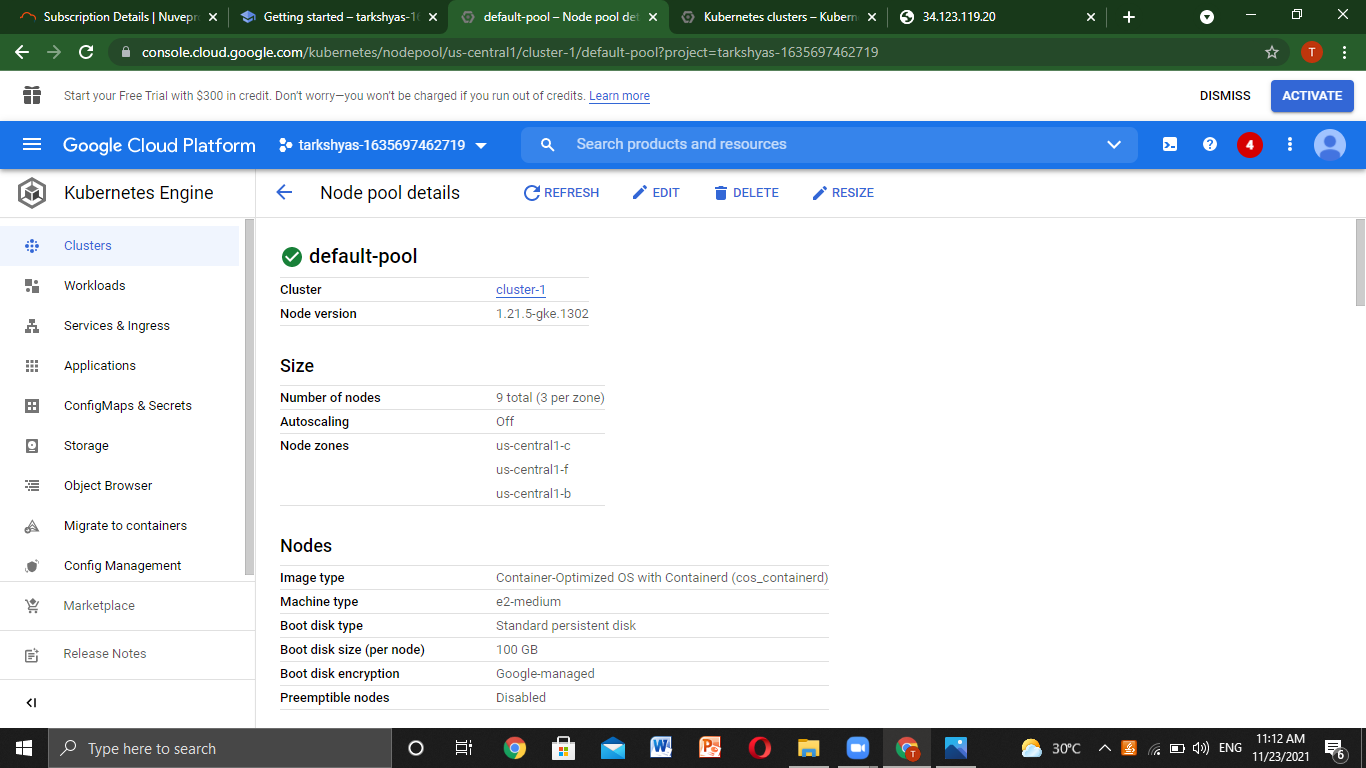 Subscription Details | Nuvepro
Getting started – tarkshyas-16
default-pool – Node pool det
Kubernetes clusters – Kubern
34.123.119.20
console.cloud.google.com/kubernetes/nodepool/us-central1/cluster-1/default-pool?project=tarkshyas-1635697462719
T
Start your Free Trial with $300 in credit. Don't worry—you won't be charged if you run out of credits. Learn more
DISMISS
ACTIVATE
Google Cloud Platform
tarkshyas-1635697462719
Search products and resources
4
Kubernetes Engine
Node pool details
REFRESH
EDIT
DELETE
RESIZE
Clusters
Workloads
Services & Ingress
Applications
ConfigMaps & Secrets
Storage
Object Browser
Migrate to containers
Config Management
Marketplace
Release Notes
default-pool
Cluster cluster-1
Node version 1.21.5-gke.1302
Size
Number of nodes 9 total (3 per zone)
Autoscaling Off
Node zones us-central1-c
us-central1-f
us-central1-b
Nodes
Image type Container-Optimized OS with Containerd (cos_containerd)
Machine type e2-medium
Boot disk type Standard persistent disk
Boot disk size (per node) 100 GB
Boot disk encryption Google-managed
Preemptible nodes Disabled
Type here to search
30°C
ENG
11:12 AM
11/23/2021
6